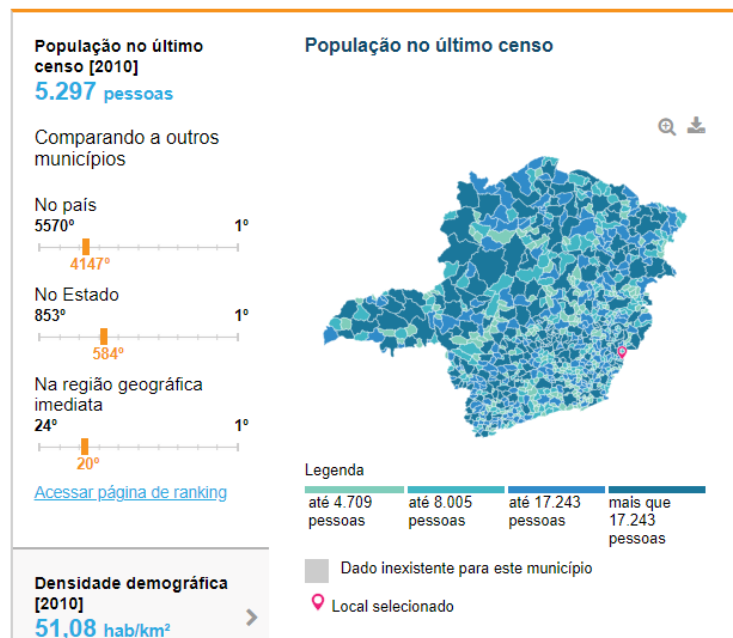 População no último
censo [2010]
5.297 pessoas
Comparando a outros
municípios
No país
5570º 1º
4147º
No Estado
853º 1º
584º
Na região geográfica
imediata
24º 1º
20º
Acessar página de ranking
Densidade demográfica
[2010]
51,08 hab/km²
População no último censo
Legenda
até 4.709
pessoas
até 8.005
pessoas
até 17.243
pessoas
mais que
17.243
pessoas
Dado inexistente para este município
Local selecionado